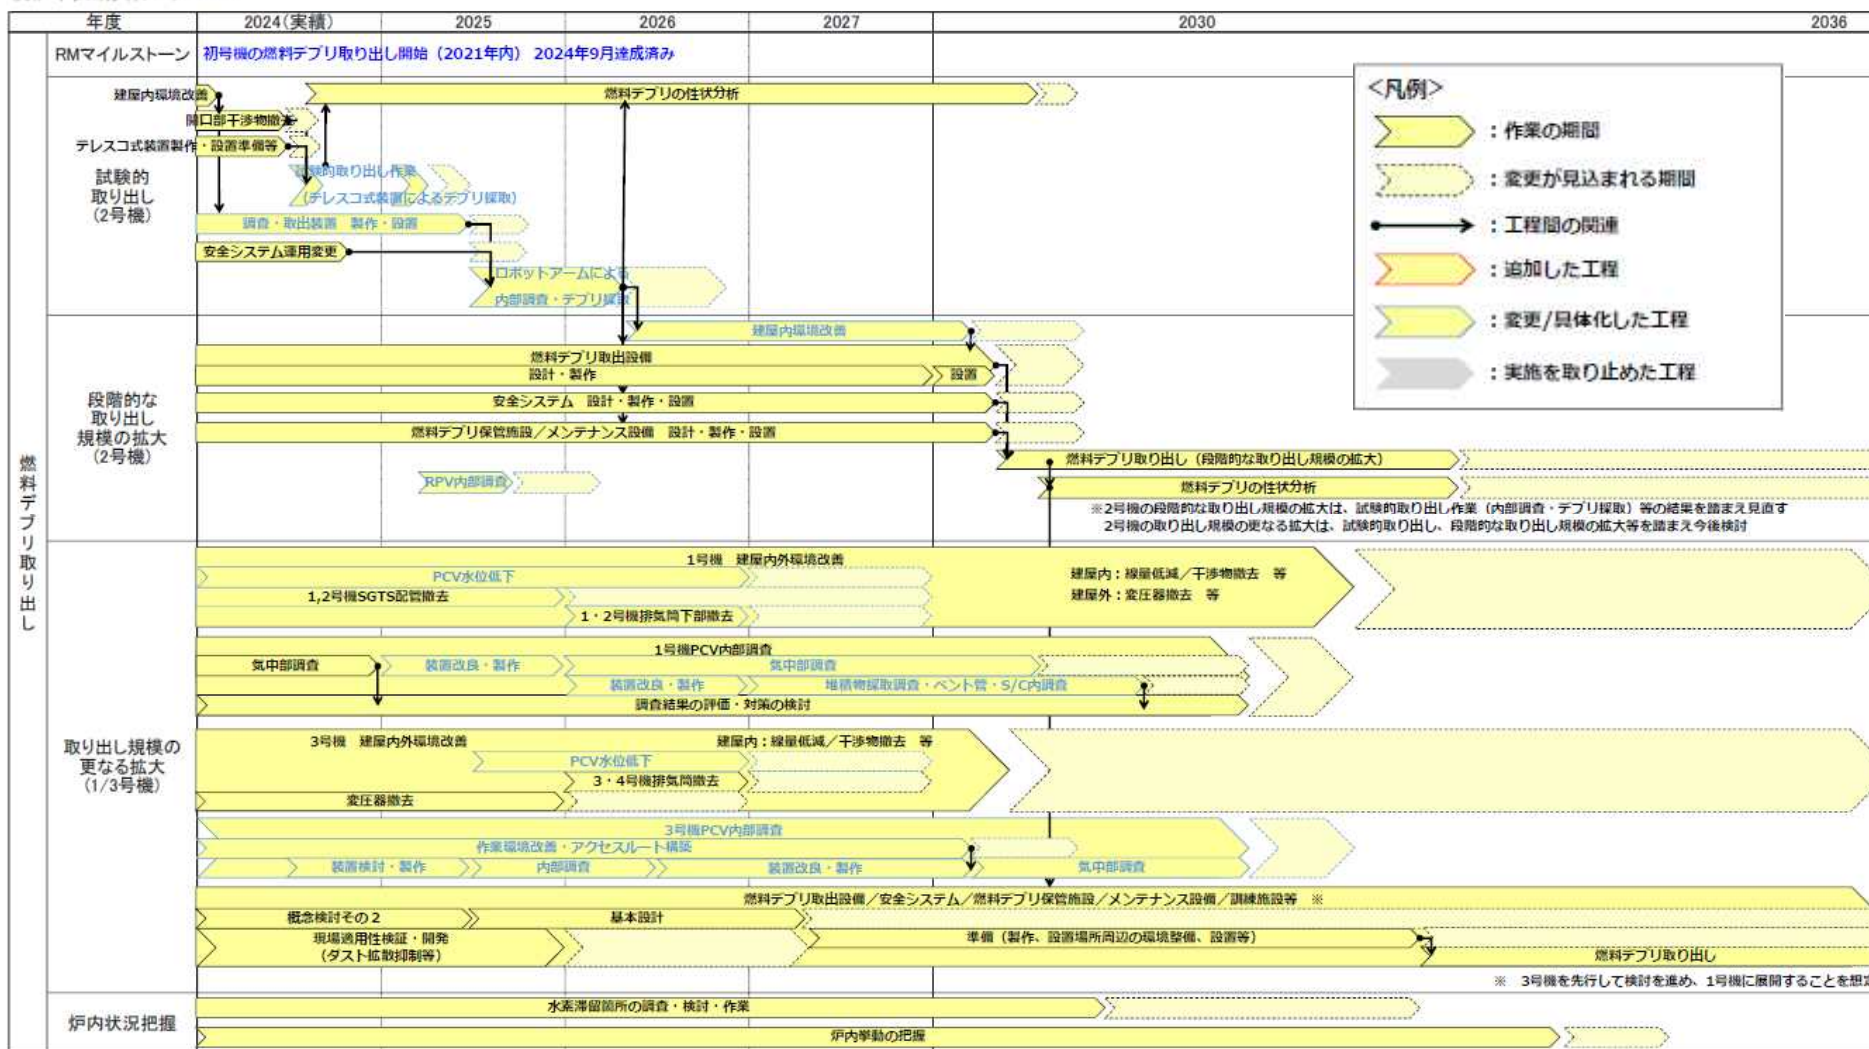 年度
2024(実績)
2025
2026
2027
2030
2036
燃料デブリ取り出し
RMマイルストーン
初号機の燃料デブリ取り出し開始（2021年内） 2024年9月達成済み
試験的
取り出し
(2号機)
建屋内環境改善
燃料デブリの性状分析
開口部干渉物撤去
テレスコ式装置製作・設置準備等
試験的取り出し作業
（テレスコ式装置によるデブリ採取）
調査・取出装置　製作・設置
安全システム運用変更
ロボットアームによる
内部調査・デブリ採取
<凡例>
：作業の期間
：変更が見込まれる期間
：工程間の関連
：追加した工程
：変更/具体化した工程
：実施を取り止めた工程
段階的な
取り出し
規模の拡大
(2号機)
建屋内環境改善
燃料デブリ取出設備
設計・製作
設置
安全システム　設計・製作・設置
燃料デブリ保管施設／メンテナンス設備　設計・製作・設置
燃料デブリ取り出し（段階的な取り出し規模の拡大）
RPV内部調査
燃料デブリの性状分析
※2号機の段階的な取り出し規模の拡大は、試験的取り出し作業（内部調査・デブリ採取）等の結果を踏まえ見直す
2号機の取り出し規模の更なる拡大は、試験的取り出し、段階的な取り出し規模の拡大等を踏まえ今後検討
取り出し規模の
更なる拡大
(1/3号機)
1号機　建屋内外環境改善
PCV水位低下
建屋内：線量低減／干渉物撤去　等
1,2号機SGTS配管撤去
建屋外：変圧器撤去　等
1・2号機排気筒下部撤去
1号機PCV内部調査
気中部調査
装置改良・製作
気中部調査
装置改良・製作
堆積物採取調査・ベント管・S/C内調査
調査結果の評価・対策の検討
3号機　建屋内外環境改善
建屋内：線量低減／干渉物撤去　等
PCV水位低下
3・4号機排気筒撤去
変圧器撤去
3号機PCV内部調査
作業環境改善・アクセスルート構築
装置検討・製作
内部調査
装置改良・製作
気中部調査
燃料デブリ取出設備／安全システム／燃料デブリ保管施設／メンテナンス設備／訓練施設等　※
概念検討その２
基本設計
現場適用性検証・開発
（ダスト拡散抑制等）
準備（製作、設置場所周辺の環境整備、設置等）
燃料デブリ取り出し
※　3号機を先行して検討を進め、1号機に展開することを想定
炉内状況把握
水素滞留箇所の調査・検討・作業
炉内挙動の把握